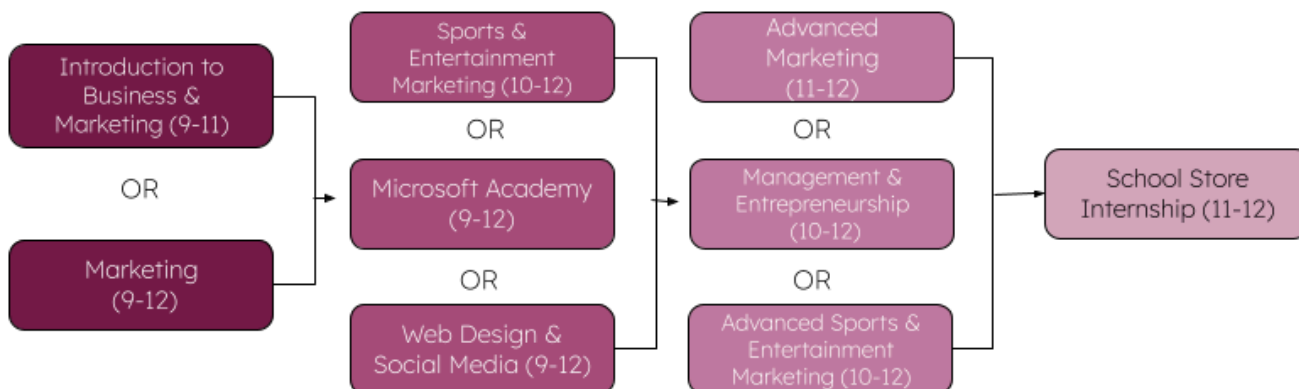 Introduction to
Business &
Marketing (9-11)
OR
Marketing
(9-12)
Sports &
Entertainment
Marketing (10-12)
OR
Microsoft Academy
(9-12)
OR
Web Design &
Social Media (9-12)
Advanced
Marketing
(11-12)
OR
Management &
Entrepreneurship
(10-12)
OR
Advanced Sports &
Entertainment
Marketing (10-12)
School Store
Internship (11-12)